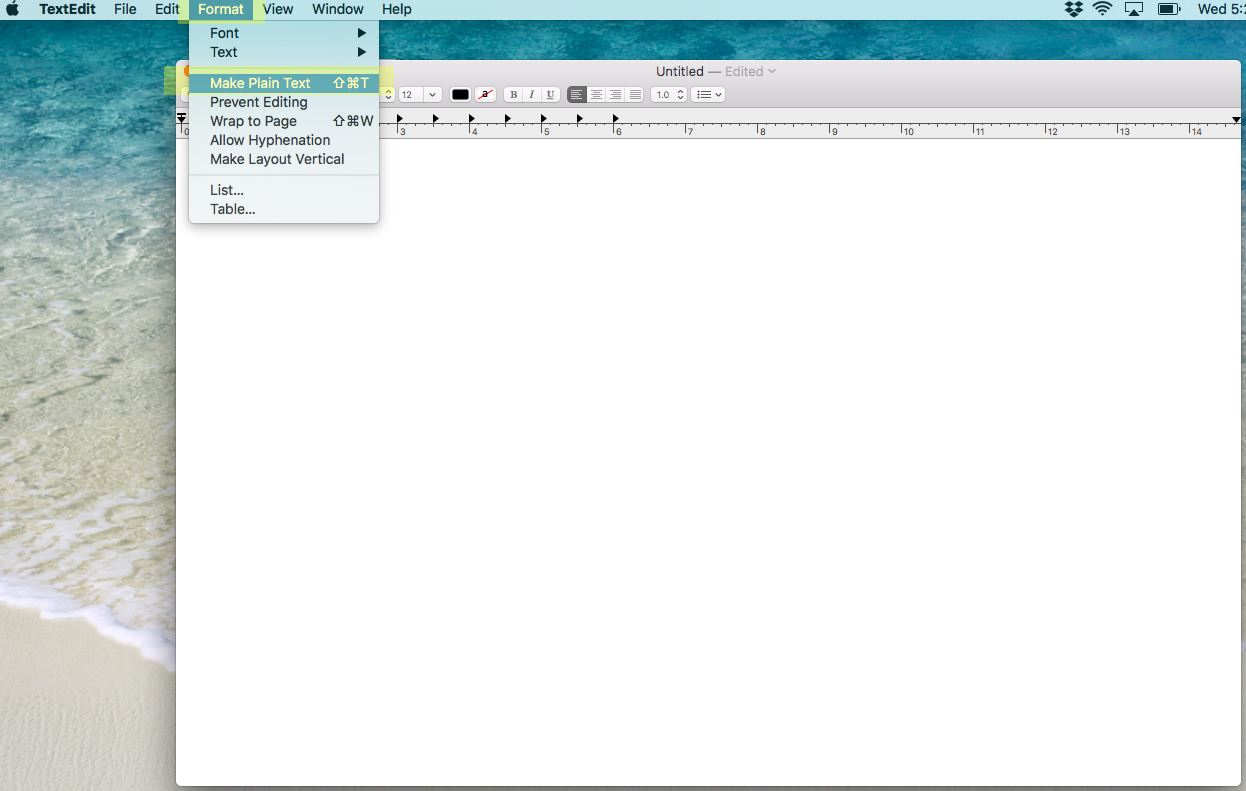 TextEdit File Edit Format View Window Help Wed 5:2
Font
Text
Make Plain Text ⇧⌘T
Prevent Editing
Wrap to Page ⇧⌘W
Allow Hyphenation
Make Layout Vertical
List...
Table...
Untitled — Edited
12 a B I U 1.0
0 3 4 5 6 7 8 9 10 11 12 13 14